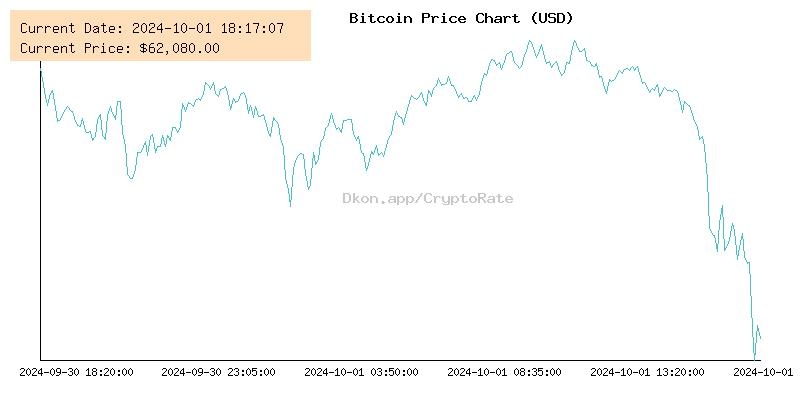 Bitcoin Price Chart (USD)
Current Date: 2024-10-01 18:17:07
Current Price: $62,080.00
Dkon.app/CryptoRate
2024-09-30 18:20:00 2024-09-30 23:05:00 2024-10-01 03:50:00 2024-10-01 08:35:00 2024-10-01 13:20:00 2024-10-01